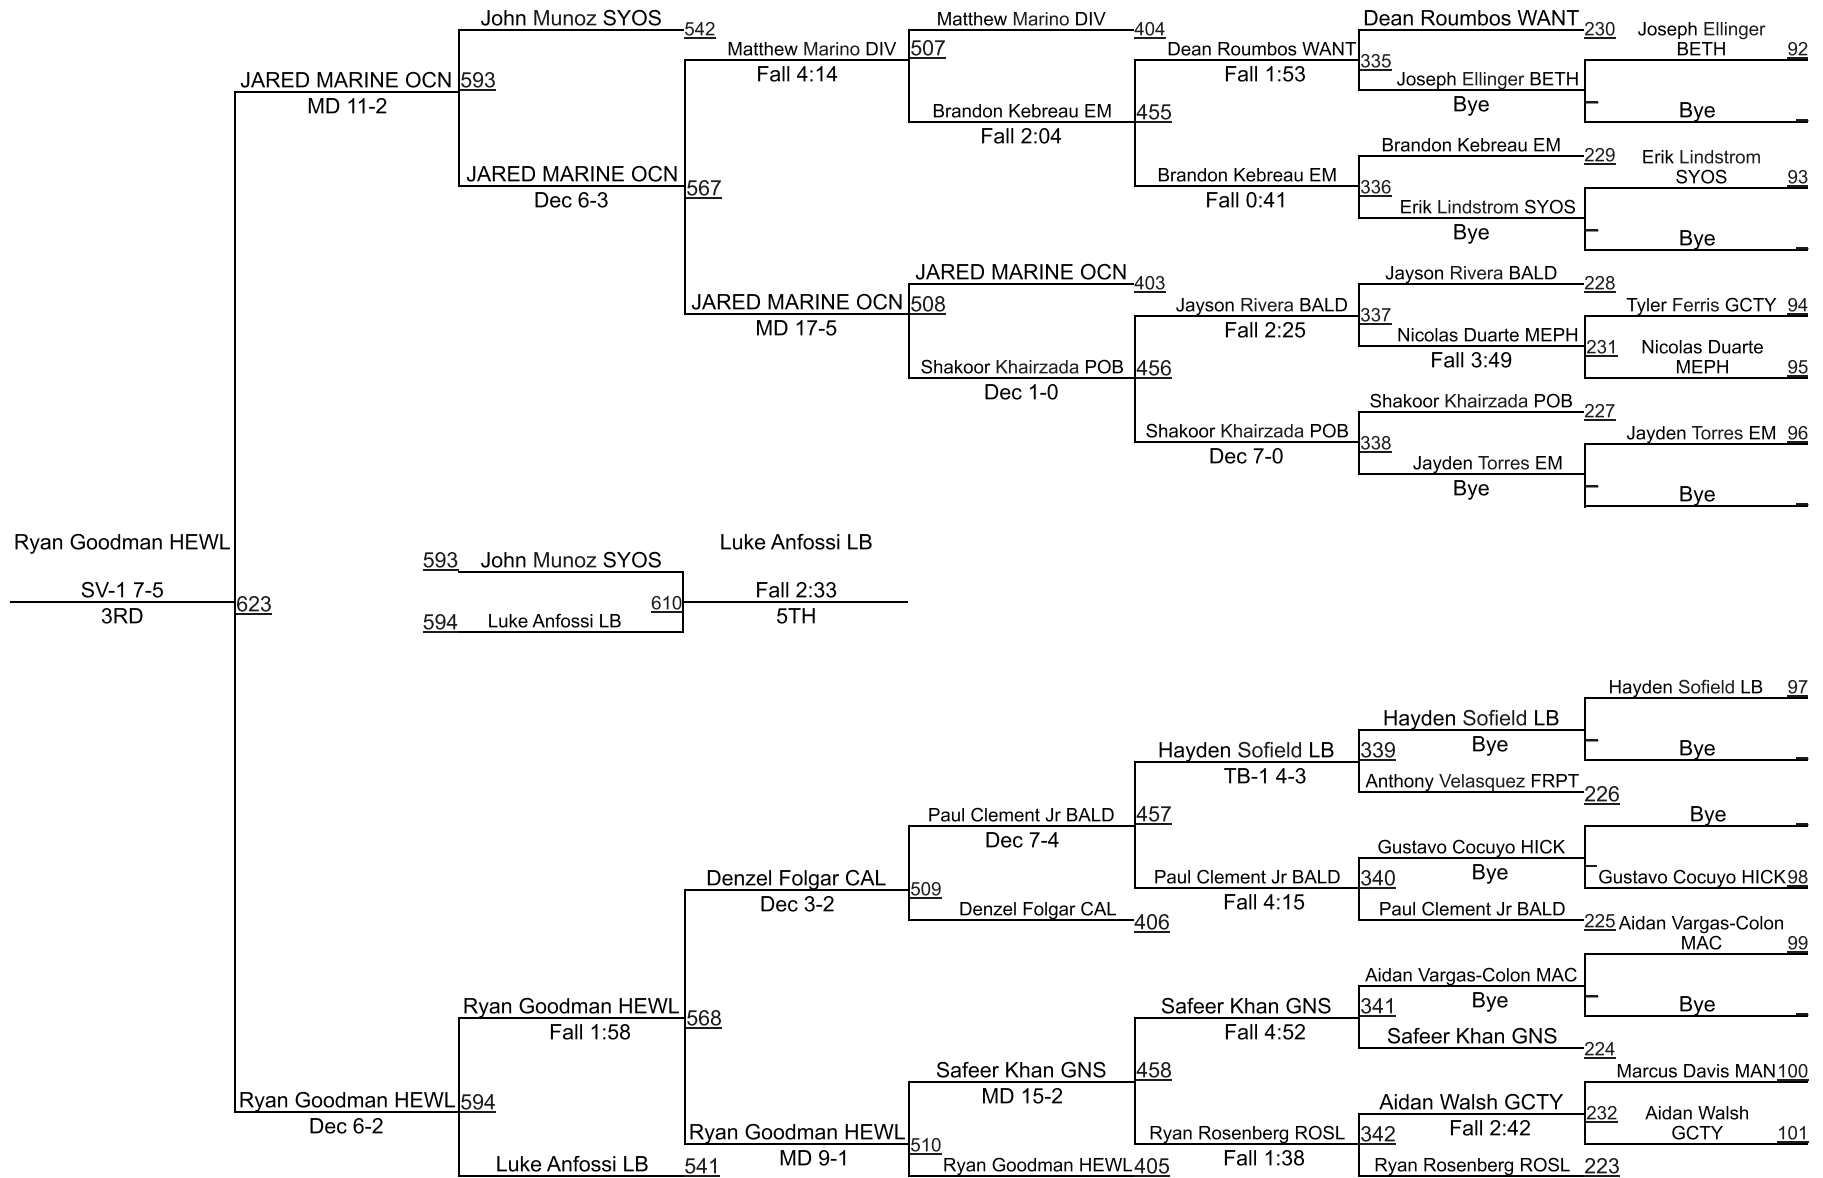 John Munoz SYOS
542
Matthew Marino DIV
404
Dean Roumbos WANT
230
Joseph Ellinger
BETH
92
JARED MARINE OCN
593
MD 11-2
Matthew Marino DIV
507
Fall 4:14
Dean Roumbos WANT
335
Fall 1:53
Joseph Ellinger BETH
Bye
Bye
Brandon Kebreau EM
455
Fall 2:04
Brandon Kebreau EM
229
Erik Lindstrom
SYOS
93
JARED MARINE OCN
567
Dec 6-3
Brandon Kebreau EM
336
Fall 0:41
Erik Lindstrom SYOS
Bye
Bye
JARED MARINE OCN
403
Jayson Rivera BALD
228
JARED MARINE OCN
508
MD 17-5
Jayson Rivera BALD
337
Fall 2:25
Tyler Ferris GCTY
94
Nicolas Duarte MEPH
231
Fall 3:49
Nicolas Duarte
MEPH
95
Shakoor Khairzada POB
456
Dec 1-0
Shakoor Khairzada POB
227
Shakoor Khairzada POB
338
Dec 7-0
Jayden Torres EM
96
Jayden Torres EM
Bye
Bye
Ryan Goodman HEWL
SV-1 7-5
3RD
623
593
John Munoz SYOS
594
Luke Anfossi LB
610
Luke Anfossi LB
Fall 2:33
5TH
Hayden Sofield LB
97
Hayden Sofield LB
Bye
Bye
Hayden Sofield LB
339
TB-1 4-3
Anthony Velasquez FRPT
226
Paul Clement Jr BALD
457
Dec 7-4
Bye
Gustavo Cocuyo HICK
Bye
Gustavo Cocuyo HICK
98
Denzel Folgar CAL
509
Dec 3-2
Paul Clement Jr BALD
340
Fall 4:15
Denzel Folgar CAL
406
Paul Clement Jr BALD
225
Aidan Vargas-Colon
MAC
99
Aidan Vargas-Colon MAC
Bye
Bye
Ryan Goodman HEWL
568
Fall 1:58
Safeer Khan GNS
341
Fall 4:52
Safeer Khan GNS
224
Safeer Khan GNS
458
MD 15-2
Marcus Davis MAN
100
Ryan Goodman HEWL
594
Dec 6-2
Aidan Walsh GCTY
232
Fall 2:42
Aidan Walsh
GCTY
101
Ryan Goodman HEWL
510
MD 9-1
Ryan Rosenberg ROSL
342
Fall 1:38
Luke Anfossi LB
541
Ryan Goodman HEWL
405
Ryan Rosenberg ROSL
223